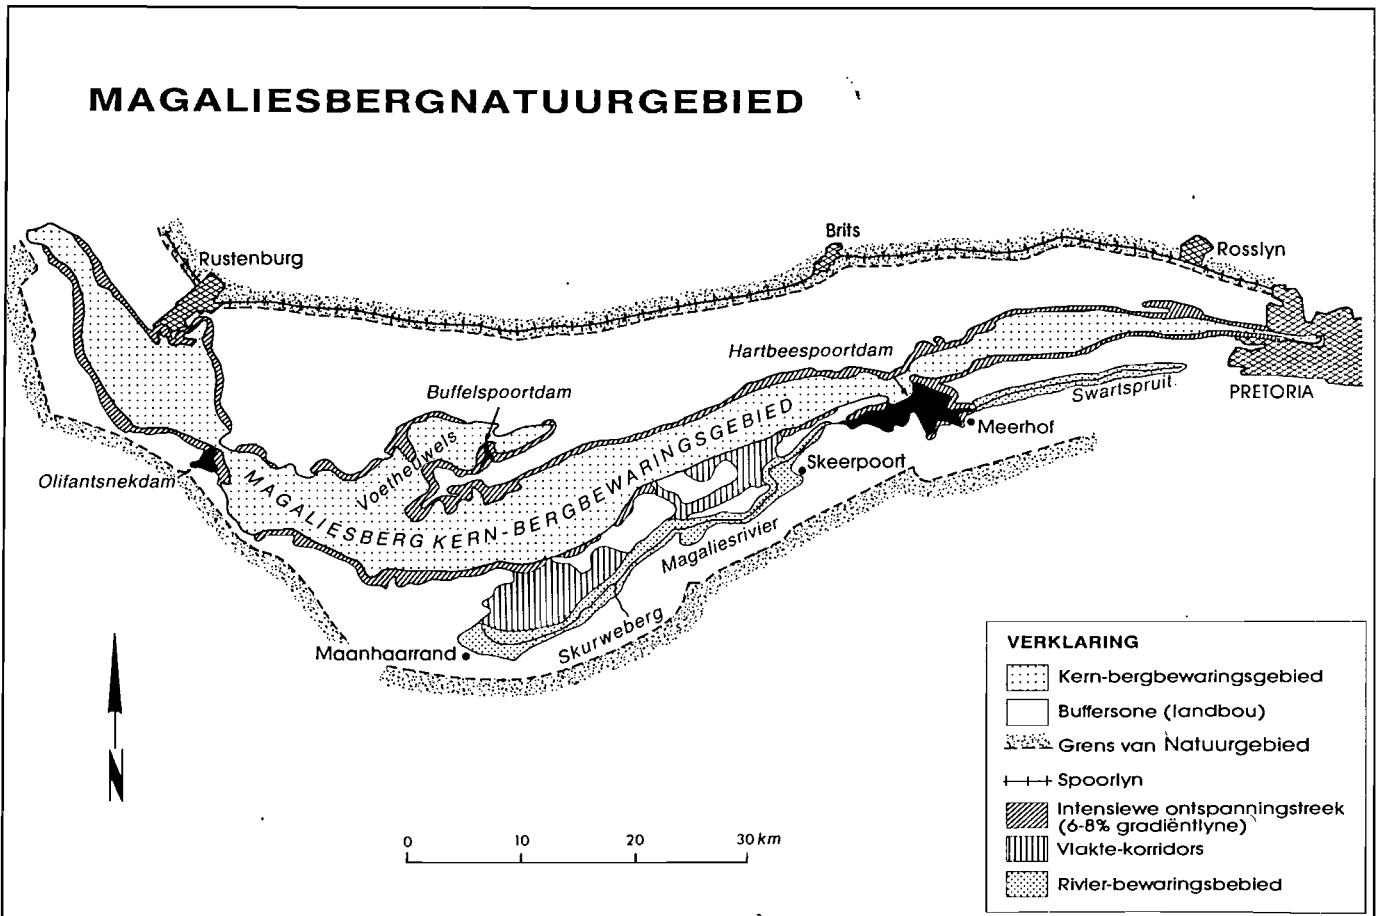 MAGALIESBERGNATUURGEBIED
Brits
Rosslyn
Rustenburg
Hartbeespoortdam
Buffelspoortdam
Swartspruit
PRETORIA
Meerhof
Voetheuwels
Skeerpoort
Olifantsnekdam
MAGALIESBERG KERN-BERGBEWARINGSGEBIED
Magaliesrivier
Skurweberg
Maanhaarrand
N
0 10 20 30 km
VERKLARING
Kern-bergbewaringsgebied
Buffersone (landbou)
Grens van Natuurgebied
Spoorlyn
Intensiewe ontspanningstreek
(6-8% gradiëntlyne)
Vlakte-korridors
Rivier-bewaringsbebied